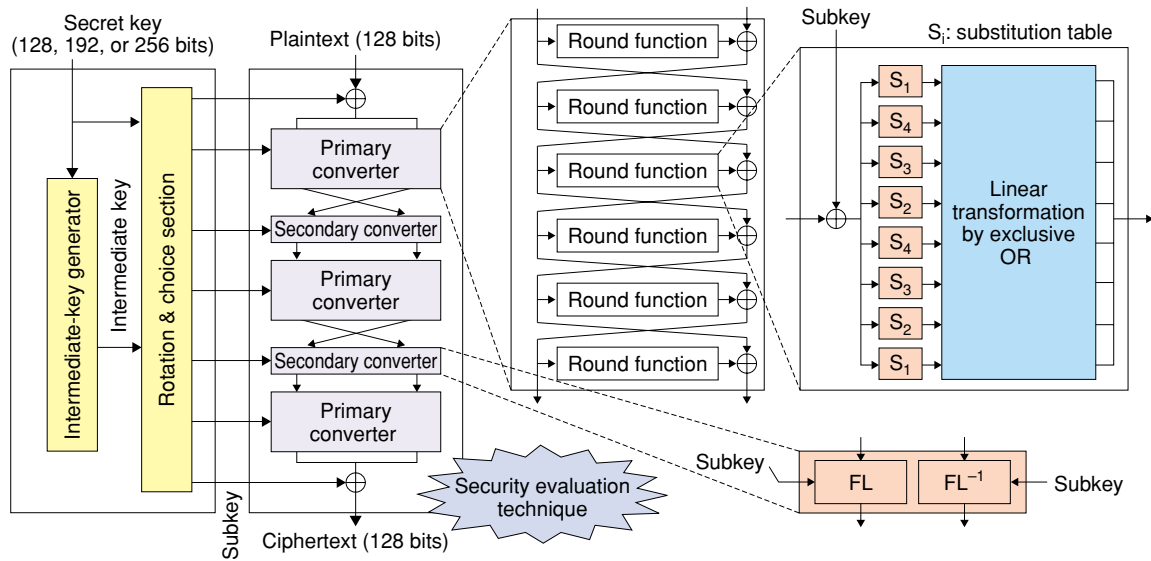 Secret key
(128, 192, or 256 bits)
Intermediate-key generator
Intermediate key
Rotation & choice section
Subkey
Plaintext (128 bits)
Primary
converter
Secondary converter
Primary
converter
Secondary converter
Primary
converter
Ciphertext (128 bits)
Security evaluation
technique
Round function
Round function
Round function
Round function
Round function
Round function
Subkey
Si: substitution table
S1
S4
S3
S2
S4
S3
S2
S1
Linear
transformation
by exclusive
OR
Subkey
FL
FL–1
Subkey